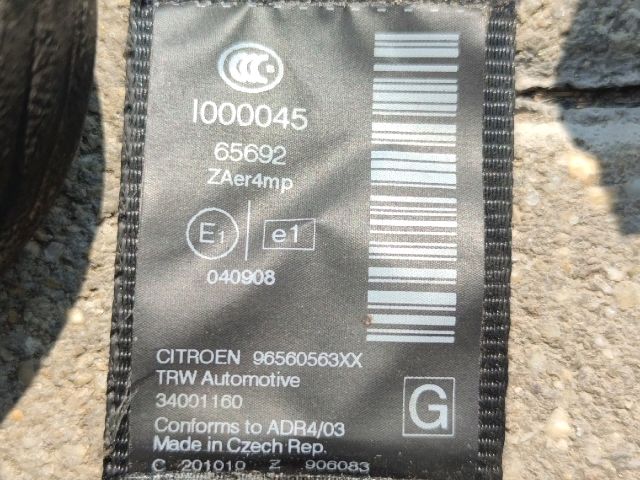 CCC
I000045
65692
ZAer4mp
E1 e1
040908
CITROEN 96560563XX
TRW Automotive
34001160
G
Conforms to ADR4/03
Made in Czech Rep.
C 201010 Z 906083